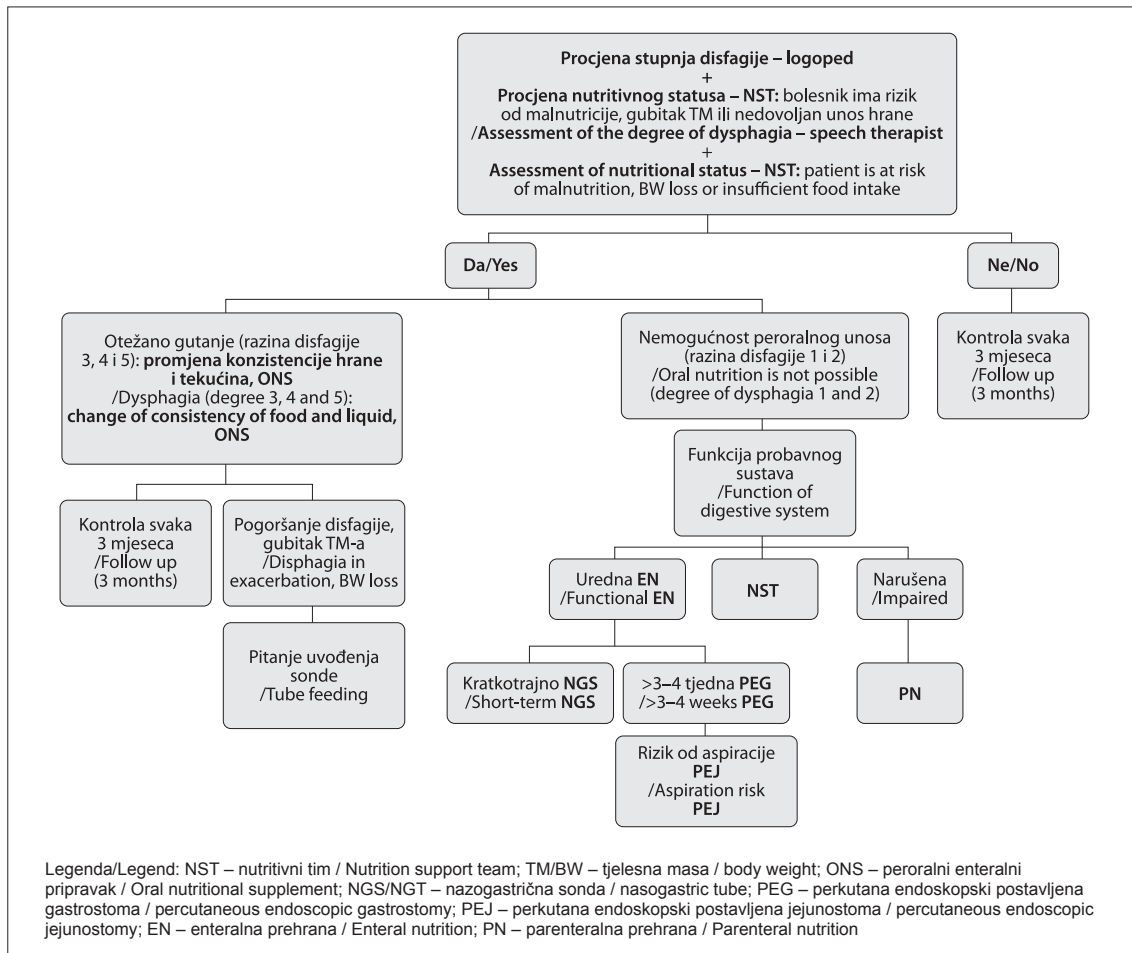 Procjena stupnja disfagije – logoped
+
Procjena nutritivnog statusa – NST: bolesnik ima rizik
od malnutricije, gubitak TM ili nedovoljan unos hrane
/Assessment of the degree of dysphagia – speech therapist
+
Assessment of nutritional status – NST: patient is at risk
of malnutrition, BW loss or insufficient food intake
Da/Yes
Ne/No
Otežano gutanje (razina disfagije
3, 4 i 5): promjena konzistencije hrane
i tekućina, ONS
/Dysphagia (degree 3, 4 and 5):
change of consistency of food and liquid,
ONS
Nemogućnost peroralnog unosa
(razina disfagije 1 i 2)
/Oral nutrition is not possible
(degree of dysphagia 1 and 2)
Kontrola svaka
3 mjeseca
/Follow up
(3 months)
Funkcija probavnog
sustava
/Function of
digestive system
Kontrola svaka
3 mjeseca
/Follow up
(3 months)
Pogoršanje disfagije,
gubitak TM-a
/Disphagia in
exacerbation, BW loss
Uredna EN
/Functional EN
NST
Narušena
/Impaired
Pitanje uvođenja
sonde
/Tube feeding
Kratkotrajno NGS
/Short-term NGS
>3–4 tjedna PEG
/>3–4 weeks PEG
PN
Rizik od aspiracije
PEJ
/Aspiration risk
PEJ
Legenda/Legend: NST – nutritivni tim / Nutrition support team; TM/BW – tjelesna masa / body weight; ONS – peroralni enteralni
pripravak / Oral nutritional supplement; NGS/NGT – nazogastrična sonda / nasogastric tube; PEG – perkutana endoskopski postavljena
gastrostoma / percutaneous endoscopic gastrostomy; PEJ – perkutana endoskopski postavljena jejunostoma / percutaneous endoscopic
jejunostomy; EN – enteralna prehrana / Enteral nutrition; PN – parenteralna prehrana / Parenteral nutrition